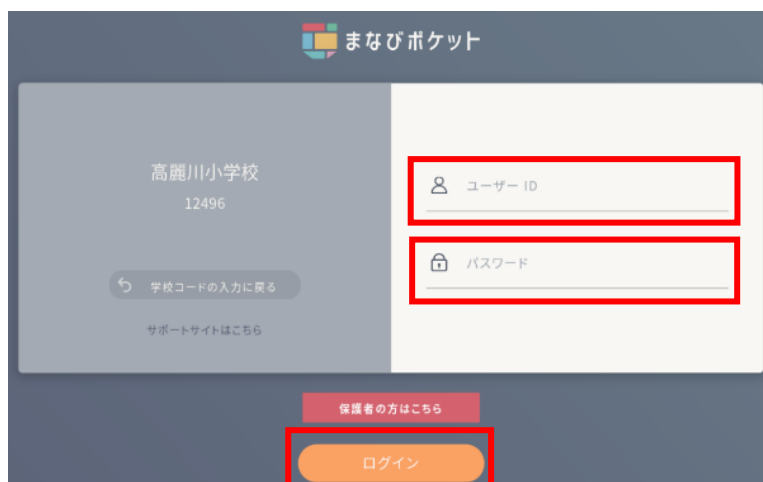 まなびポケット
高麗川小学校
12496
学校コードの入力に戻る
サポートサイトはこちら
ユーザー ID
パスワード
保護者の方はこちら
ログイン